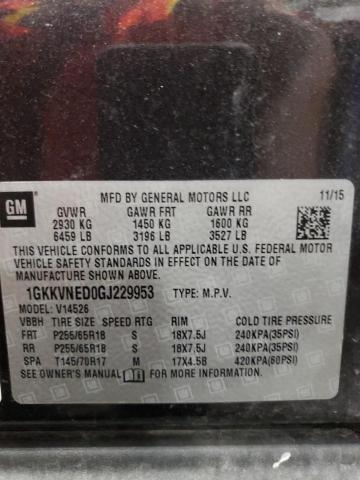 GM
MFD BY GENERAL MOTORS LLC 11/15
GVWR GAWR FRT GAWR RR
2930 KG 1450 KG 1600 KG
6459 LB 3196 LB 3527 LB
THIS VEHICLE CONFORMS TO ALL APPLICABLE U.S. FEDERAL MOTOR
VEHICLE SAFETY AND THEFT PREVENTION STANDARDS IN EFFECT ON THE DATE OF
MANUFACTURE SHOWN ABOVE.
1GKKVNED0GJ229953 TYPE: M.P.V.
MODEL: V14526
VBBH TIRE SIZE SPEED RTG RIM COLD TIRE PRESSURE
FRT P255/65R18 S 18X7.5J 240KPA(35PSI)
RR P255/65R18 S 18X7.5J 240KPA(35PSI)
SPA T145/70R17 M 17X4.5B 420KPA(60PSI)
SEE OWNER'S MANUAL FOR MORE INFORMATION.